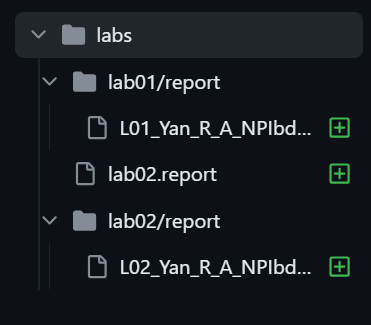 labs
lab01/report
L01_Yan_R_A_NPIbd...
lab02.report
lab02/report
L02_Yan_R_A_NPIbd...